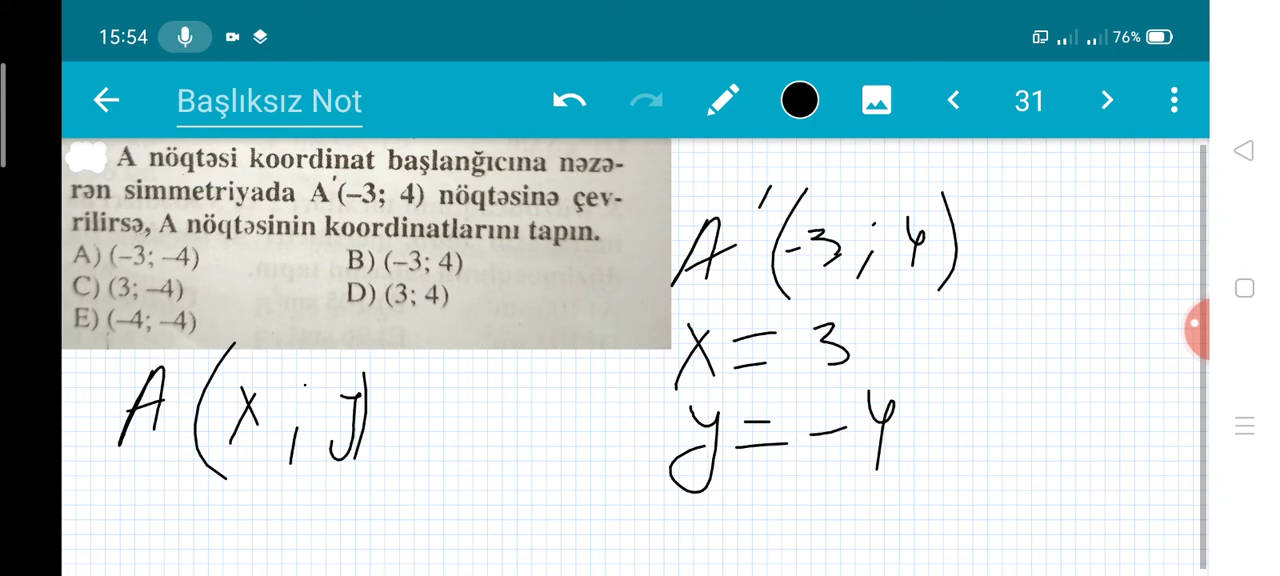 15:54
76%
Başlıksız Not
31
A nöqtəsi koordinat başlanğıcına nəzə-
rən simmetriyada A′(–3; 4) nöqtəsinə çev-
rilirsə, A nöqtəsinin koordinatlarını tapın.
A) (–3; –4) B) (–3; 4)
C) (3; –4) D) (3; 4)
E) (–4; –4)
A (x ; y)
A′ (-3 ; 4)
x = 3
y = -4